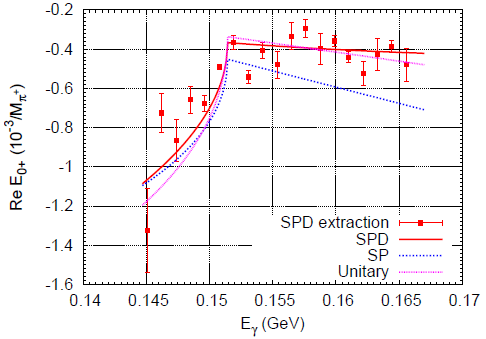 -0.2
-0.4
-0.6
-0.8
-1
-1.2
-1.4
-1.6
Re E0+ (10^-3/Mπ+)
SPD extraction
SPD
SP
Unitary
0.14 0.145 0.15 0.155 0.16 0.165 0.17
Eγ (GeV)